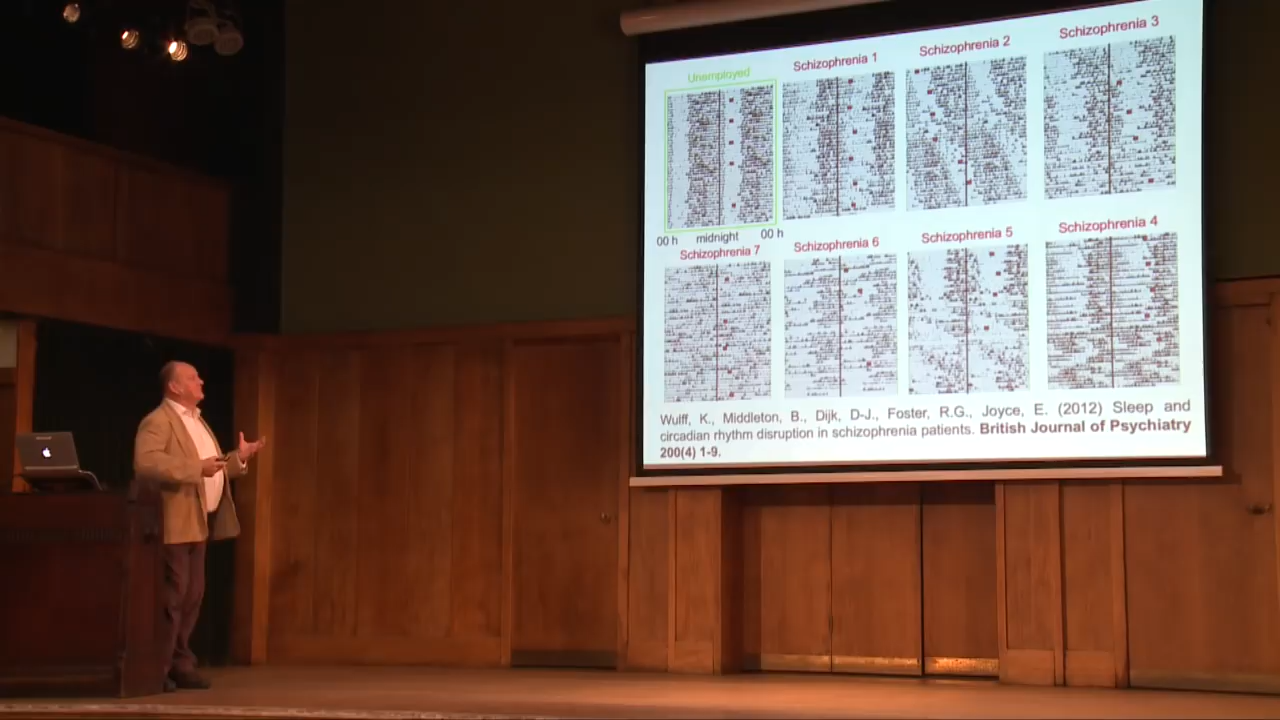 Unemployed
Schizophrenia 1
Schizophrenia 2
Schizophrenia 3
00 h midnight 00 h
Schizophrenia 7
Schizophrenia 6
Schizophrenia 5
Schizophrenia 4
Wulff, K., Middleton, B., Dijk, D-J., Foster, R.G., Joyce, E. (2012) Sleep and
circadian rhythm disruption in schizophrenia patients. British Journal of Psychiatry
200(4) 1-9.